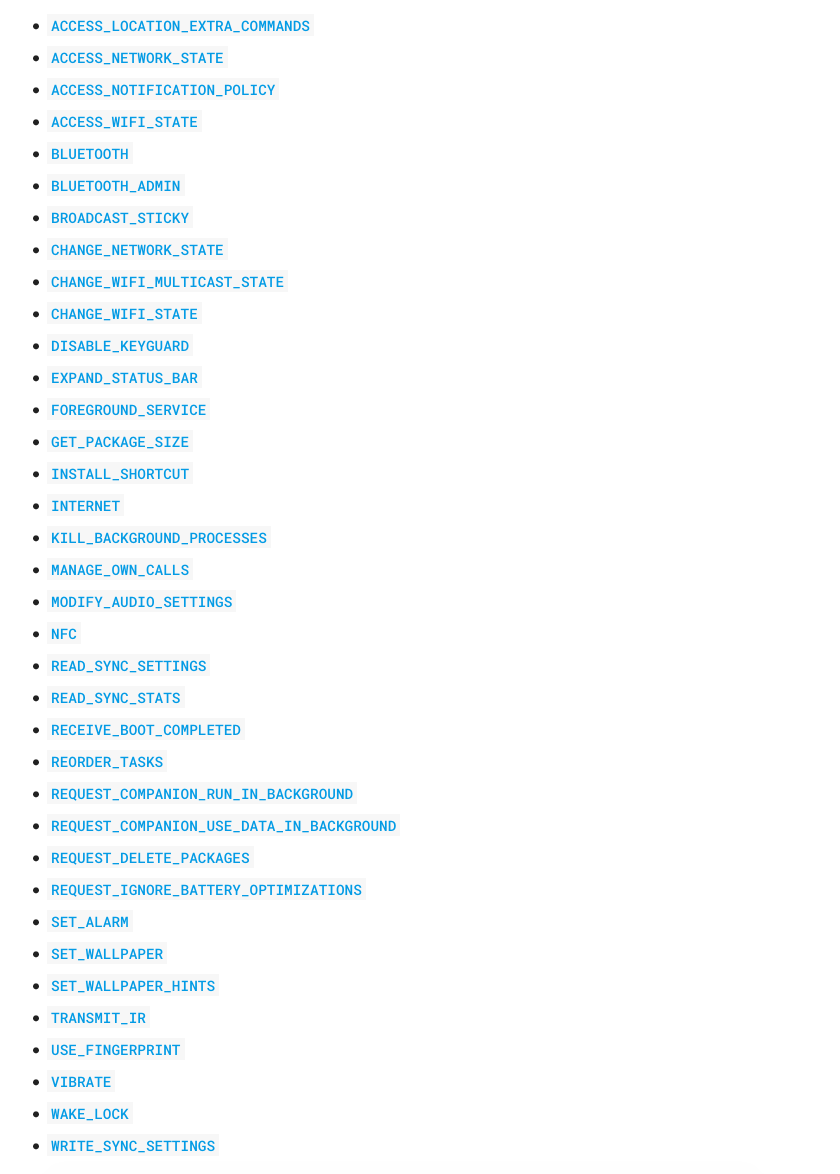 ACCESS_LOCATION_EXTRA_COMMANDS
ACCESS_NETWORK_STATE
ACCESS_NOTIFICATION_POLICY
ACCESS_WIFI_STATE
BLUETOOTH
BLUETOOTH_ADMIN
BROADCAST_STICKY
CHANGE_NETWORK_STATE
CHANGE_WIFI_MULTICAST_STATE
CHANGE_WIFI_STATE
DISABLE_KEYGUARD
EXPAND_STATUS_BAR
FOREGROUND_SERVICE
GET_PACKAGE_SIZE
INSTALL_SHORTCUT
INTERNET
KILL_BACKGROUND_PROCESSES
MANAGE_OWN_CALLS
MODIFY_AUDIO_SETTINGS
NFC
READ_SYNC_SETTINGS
READ_SYNC_STATS
RECEIVE_BOOT_COMPLETED
REORDER_TASKS
REQUEST_COMPANION_RUN_IN_BACKGROUND
REQUEST_COMPANION_USE_DATA_IN_BACKGROUND
REQUEST_DELETE_PACKAGES
REQUEST_IGNORE_BATTERY_OPTIMIZATIONS
SET_ALARM
SET_WALLPAPER
SET_WALLPAPER_HINTS
TRANSMIT_IR
USE_FINGERPRINT
VIBRATE
WAKE_LOCK
WRITE_SYNC_SETTINGS